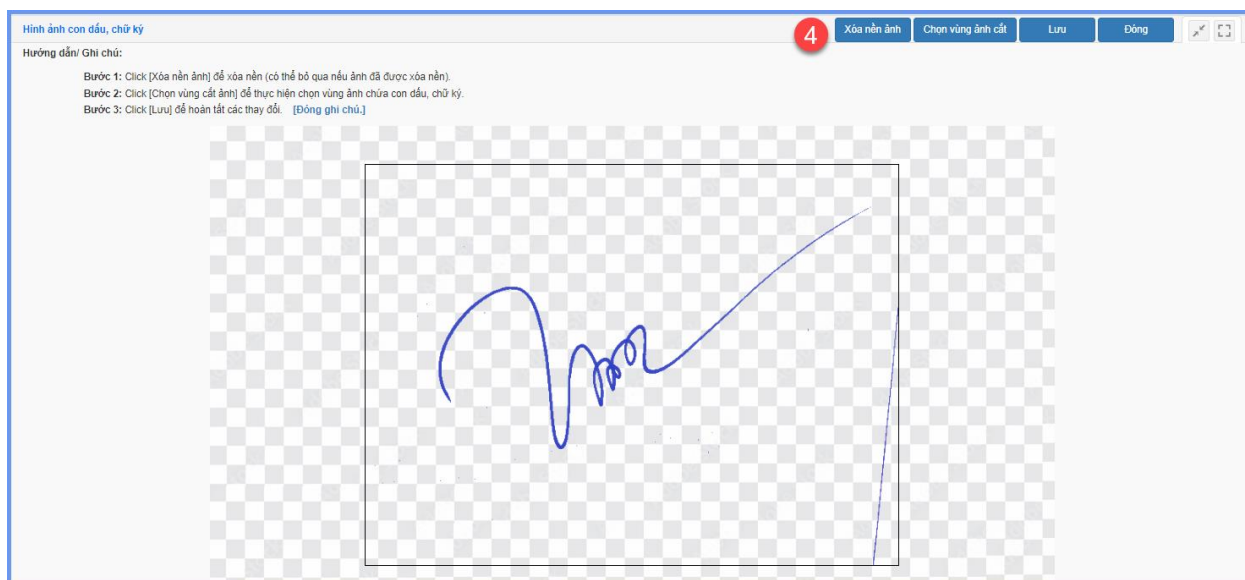 Hình ảnh con dấu, chữ ký
4 Xóa nền ảnh Chọn vùng ảnh cắt Lưu Đóng
Hướng dẫn/ Ghi chú:
Bước 1: Click [Xóa nền ảnh] để xóa nền (có thể bỏ qua nếu ảnh đã được xóa nền).
Bước 2: Click [Chọn vùng cắt ảnh] để thực hiện chọn vùng ảnh chứa con dấu, chữ ký.
Bước 3: Click [Lưu] để hoàn tất các thay đổi. [Đóng ghi chú.]